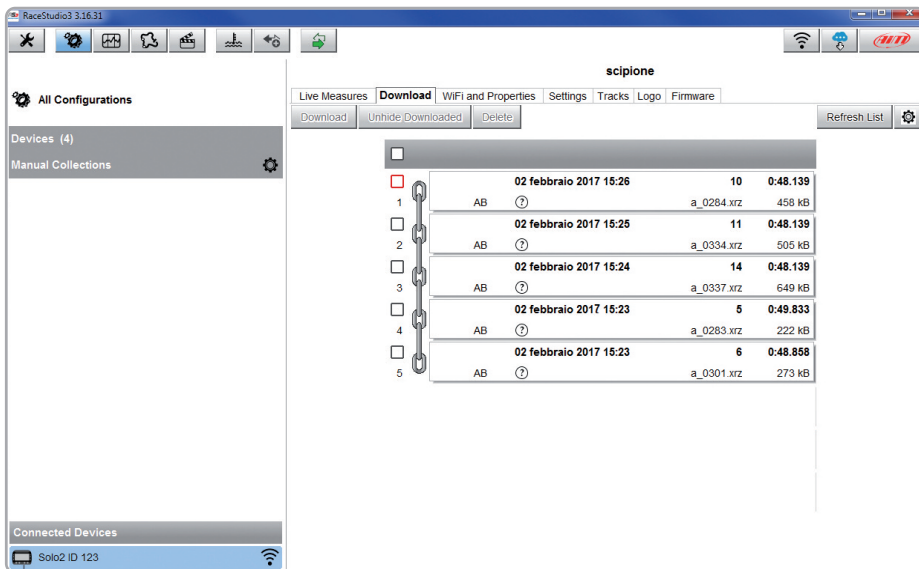 RaceStudio3 3.16.31
AIM
scipione
All Configurations
Live Measures Download WiFi and Properties Settings Tracks Logo Firmware
Download Unhide Downloaded Delete Refresh List
Devices (4)
Manual Collections
02 febbraio 2017 15:26 10 0:48.139
1 AB ? a_0284.xrz 458 kB
02 febbraio 2017 15:25 11 0:48.139
2 AB ? a_0334.xrz 505 kB
02 febbraio 2017 15:24 14 0:48.139
3 AB ? a_0337.xrz 649 kB
02 febbraio 2017 15:23 5 0:49.833
4 AB ? a_0283.xrz 222 kB
02 febbraio 2017 15:23 6 0:48.858
5 AB ? a_0301.xrz 273 kB
Connected Devices
Solo2 ID 123